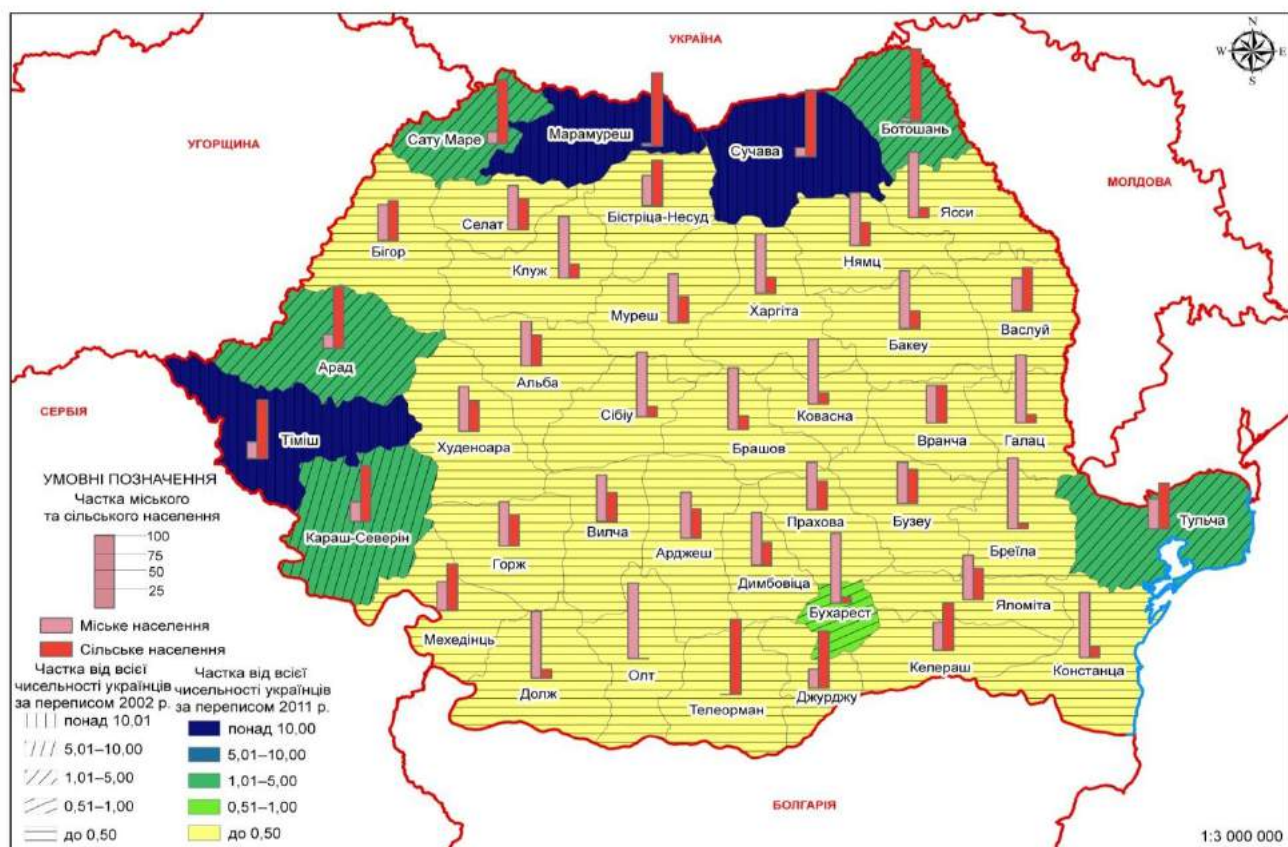 УКРАЇНА
N
W E
S
УГОРЩИНА
МОЛДОВА
СЕРБІЯ
БОЛГАРІЯ
Сату Маре
Марамуреш
Сучава
Ботошань
Бігор
Селат
Бістріца-Несуд
Ясси
Клуж
Нямц
Муреш
Харгіта
Бакеу
Васлуй
Арад
Альба
Тіміш
Худеноара
Сібіу
Брашов
Ковасна
Вранча
Галац
Караш-Северін
Горж
Вилча
Арджеш
Прахова
Бузеу
Бреїла
Тульча
Димбовіца
Мехедінць
Долж
Олт
Телеорман
Бухарест
Джурджу
Келераш
Яломіта
Констанца
УМОВНІ ПОЗНАЧЕННЯ
Частка міського
та сільського населення
100
75
50
25
Міське населення
Сільське населення
Частка від всієї
чисельності українців
за переписом 2002 р.
понад 10,01
5,01–10,00
1,01–5,00
0,51–1,00
до 0,50
Частка від всієї
чисельності українців
за переписом 2011 р.
понад 10,00
5,01–10,00
1,01–5,00
0,51–1,00
до 0,50
1:3 000 000